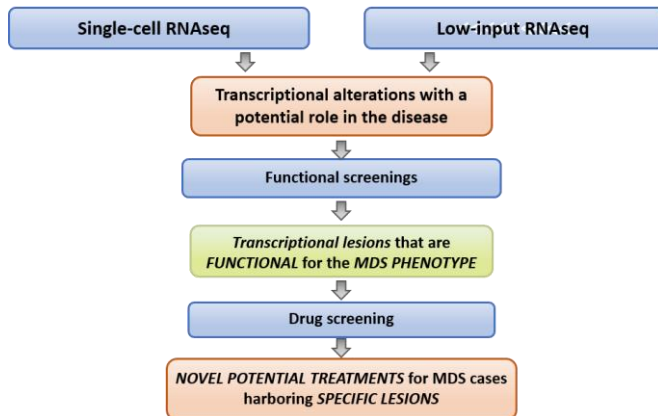 Single-cell RNAseq
Low-input RNAseq
Transcriptional alterations with a
potential role in the disease
Functional screenings
Transcriptional lesions that are
FUNCTIONAL for the MDS PHENOTYPE
Drug screening
NOVEL POTENTIAL TREATMENTS for MDS cases
harboring SPECIFIC LESIONS